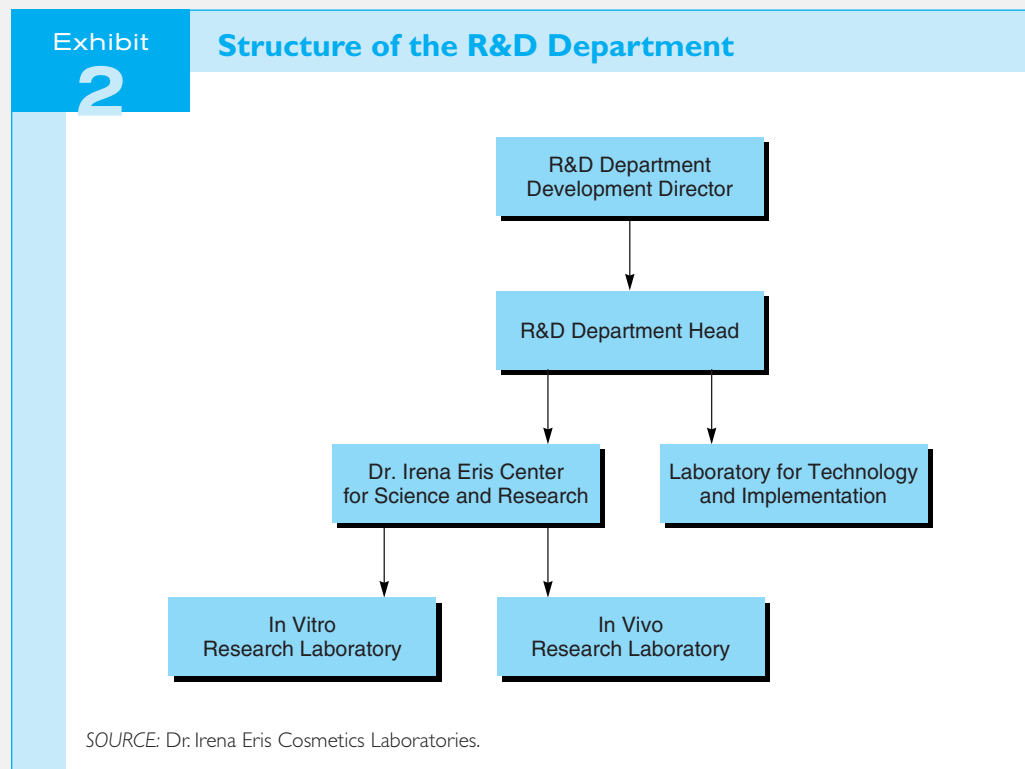 Exhibit
2
Structure of the R&D Department
R&D Department
Development Director
R&D Department Head
Dr. Irena Eris Center
for Science and Research
Laboratory for Technology
and Implementation
In Vitro
Research Laboratory
In Vivo
Research Laboratory
SOURCE: Dr. Irena Eris Cosmetics Laboratories.